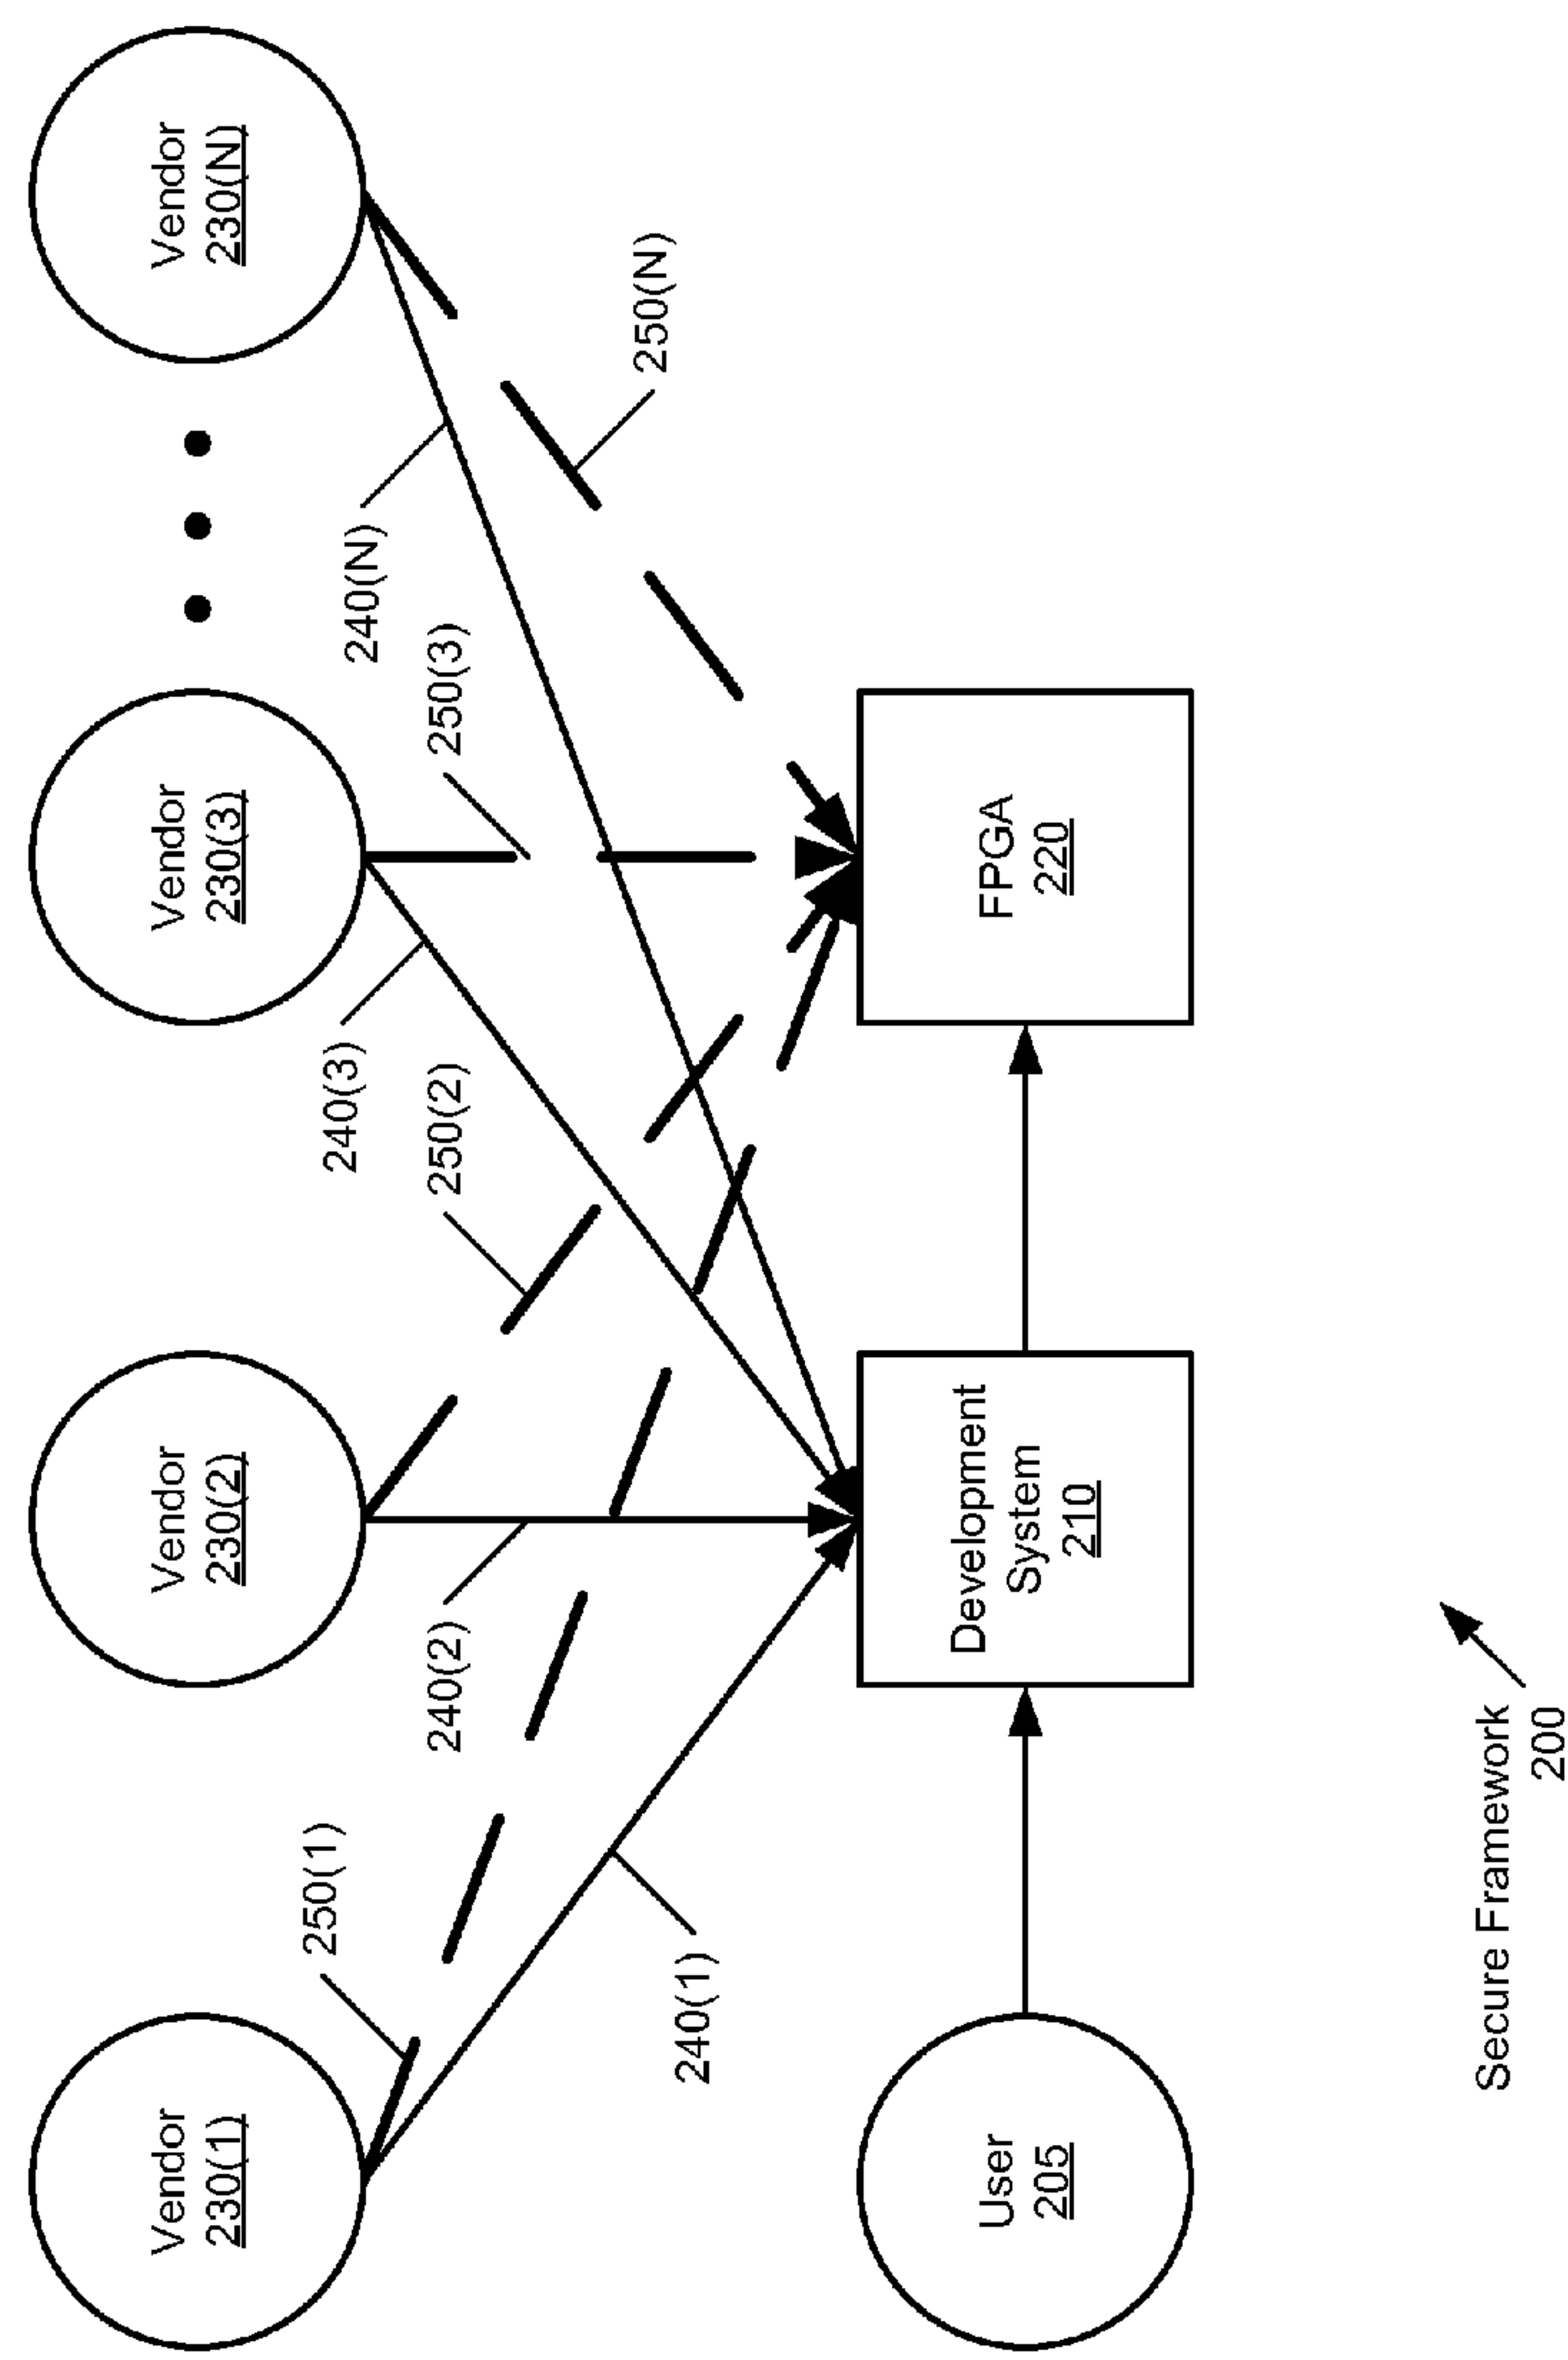 Vendor
230(1)
Vendor
230(2)
Vendor
230(3)
Vendor
230(N)
250(1)
240(1)
240(2)
250(2)
240(3)
250(3)
240(N)
250(N)
User
205
Development
System
210
FPGA
220
Secure Framework
200